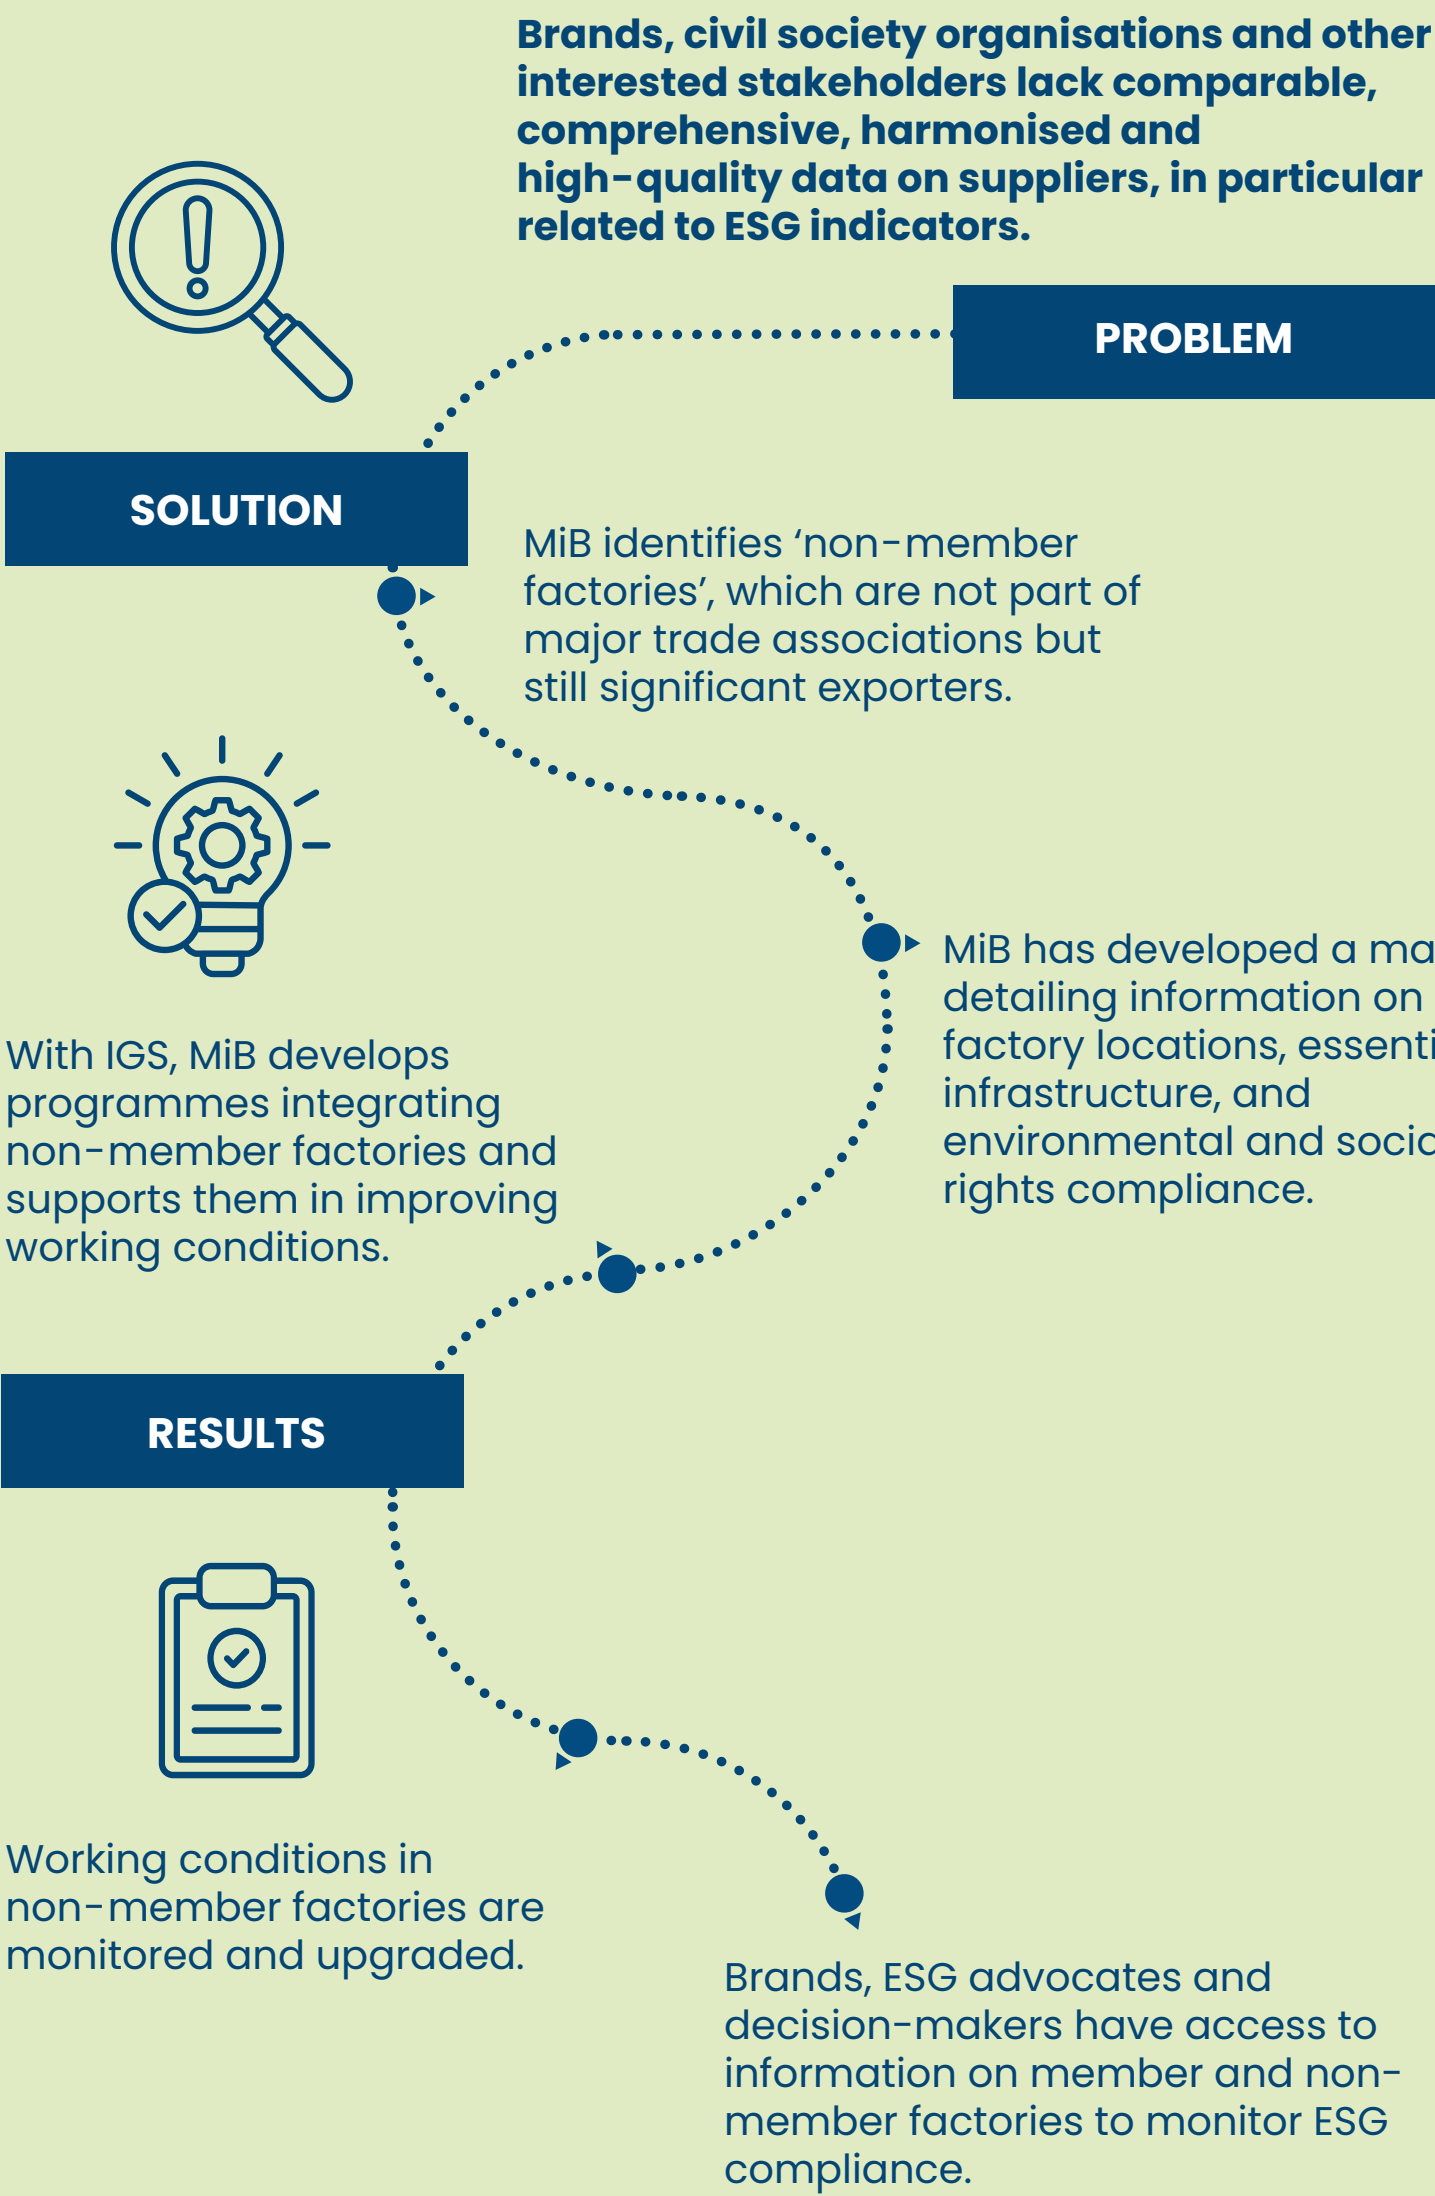 Brands, civil society organisations and other
interested stakeholders lack comparable,
comprehensive, harmonised and
high-quality data on suppliers, in particular
related to ESG indicators.
PROBLEM
SOLUTION
MiB identifies ‘non-member
factories’, which are not part of
major trade associations but
still significant exporters.
MiB has developed a
detailing information on
factory locations,
infrastructure, and
environmental and
rights compliance.
With IGS, MiB develops
programmes integrating
non-member factories and
supports them in improving
working conditions.
RESULTS
Working conditions in
non-member factories are
monitored and upgraded.
Brands, ESG advocates and
decision-makers have access to
information on member and non-
member factories to monitor ESG
compliance.